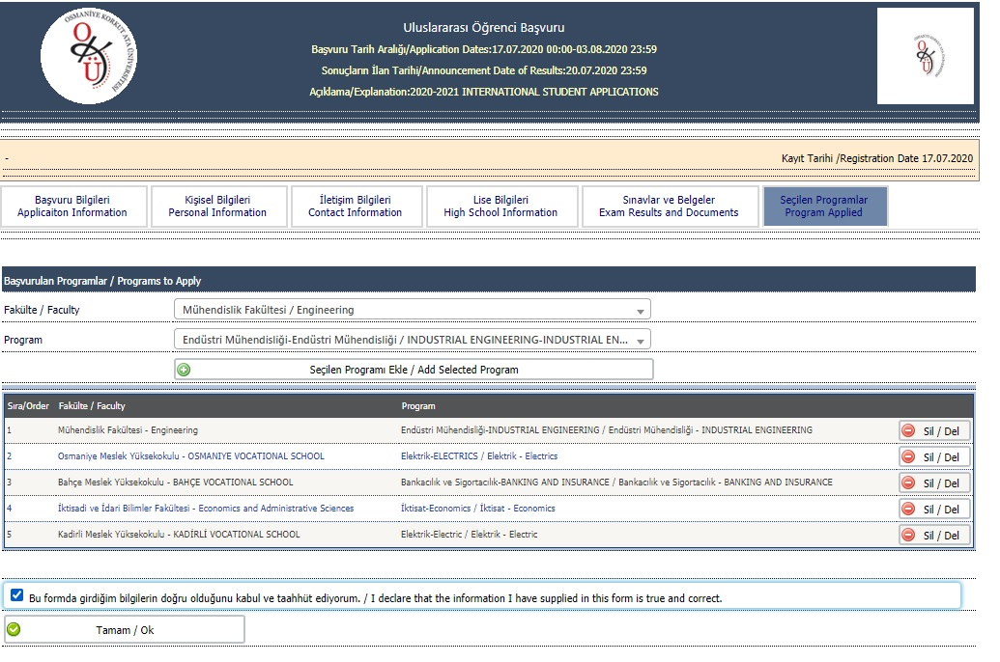 OSMANİYE KORKUT ATA ÜNİVERSİTESİ
OKÜ
Uluslararası Öğrenci Başvuru
Başvuru Tarih Aralığı/Application Dates:17.07.2020 00:00-03.08.2020 23:59
Sonuçların İlan Tarihi/Announcement Date of Results:20.07.2020 23:59
Açıklama/Explanation:2020-2021 INTERNATIONAL STUDENT APPLICATIONS
-
Kayıt Tarihi /Registration Date 17.07.2020
Başvuru Bilgileri
Applicaiton Information
Kişisel Bilgileri
Personal Information
İletişim Bilgileri
Contact Information
Lise Bilgileri
High School Information
Sınavlar ve Belgeler
Exam Results and Documents
Seçilen Programlar
Program Applied
Başvurulan Programlar / Programs to Apply
Fakülte / Faculty
Mühendislik Fakültesi / Engineering
Program
Endüstri Mühendisliği-Endüstri Mühendisliği / INDUSTRIAL ENGINEERING-INDUSTRIAL EN...
Seçilen Programı Ekle / Add Selected Program
Sıra/Order Fakülte / Faculty Program
1 Mühendislik Fakültesi - Engineering Endüstri Mühendisliği-INDUSTRIAL ENGINEERING / Endüstri Mühendisliği - INDUSTRIAL ENGINEERING Sil / Del
2 Osmaniye Meslek Yüksekokulu - OSMANIYE VOCATIONAL SCHOOL Elektrik-ELECTRICS / Elektrik - Electrics Sil / Del
3 Bahçe Meslek Yüksekokulu - BAHÇE VOCATIONAL SCHOOL Bankacılık ve Sigortacılık-BANKING AND INSURANCE / Bankacılık ve Sigortacılık - BANKING AND INSURANCE Sil / Del
4 İktisadi ve İdari Bilimler Fakültesi - Economics and Administrative Sciences İktisat-Economics / İktisat - Economics Sil / Del
5 Kadirli Meslek Yüksekokulu - KADİRLİ VOCATIONAL SCHOOL Elektrik-Electric / Elektrik - Electric Sil / Del
Bu formda girdiğim bilgilerin doğru olduğunu kabul ve taahhüt ediyorum. / I declare that the information I have supplied in this form is true and correct.
Tamam / Ok